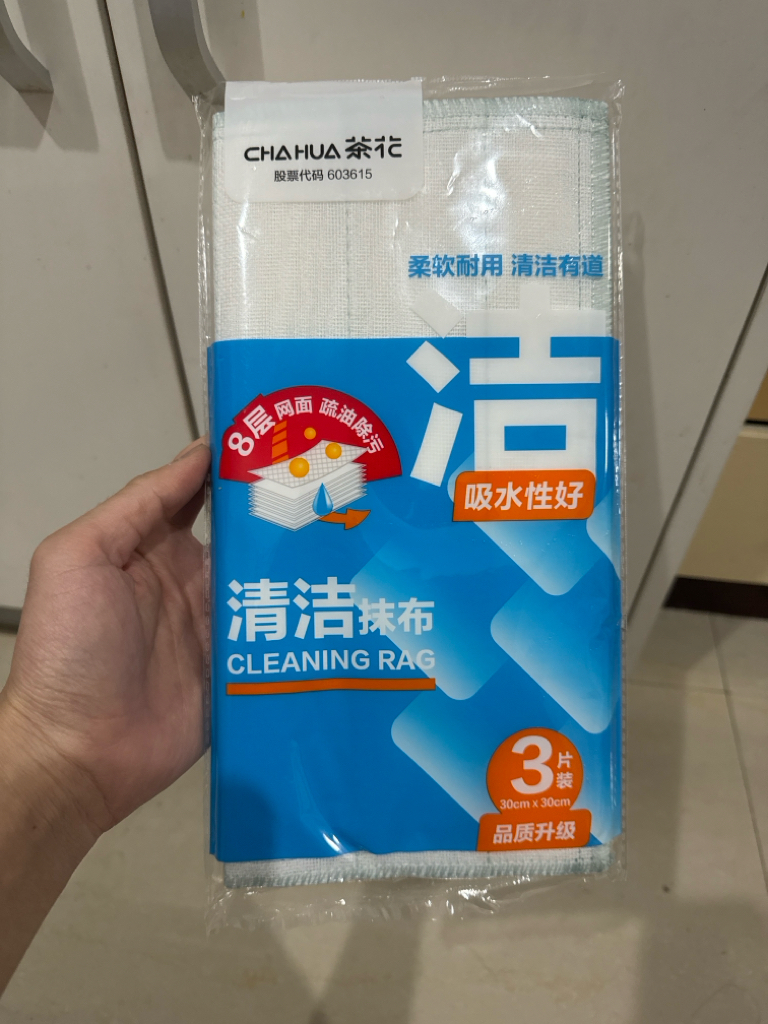 CHAHUA 茶花
股票代码 603615
柔软耐用 清洁有道
洁
8层网面 疏油除污
吸水性好
清洁抹布
CLEANING RAG
3片装
30cm x 30cm
品质升级